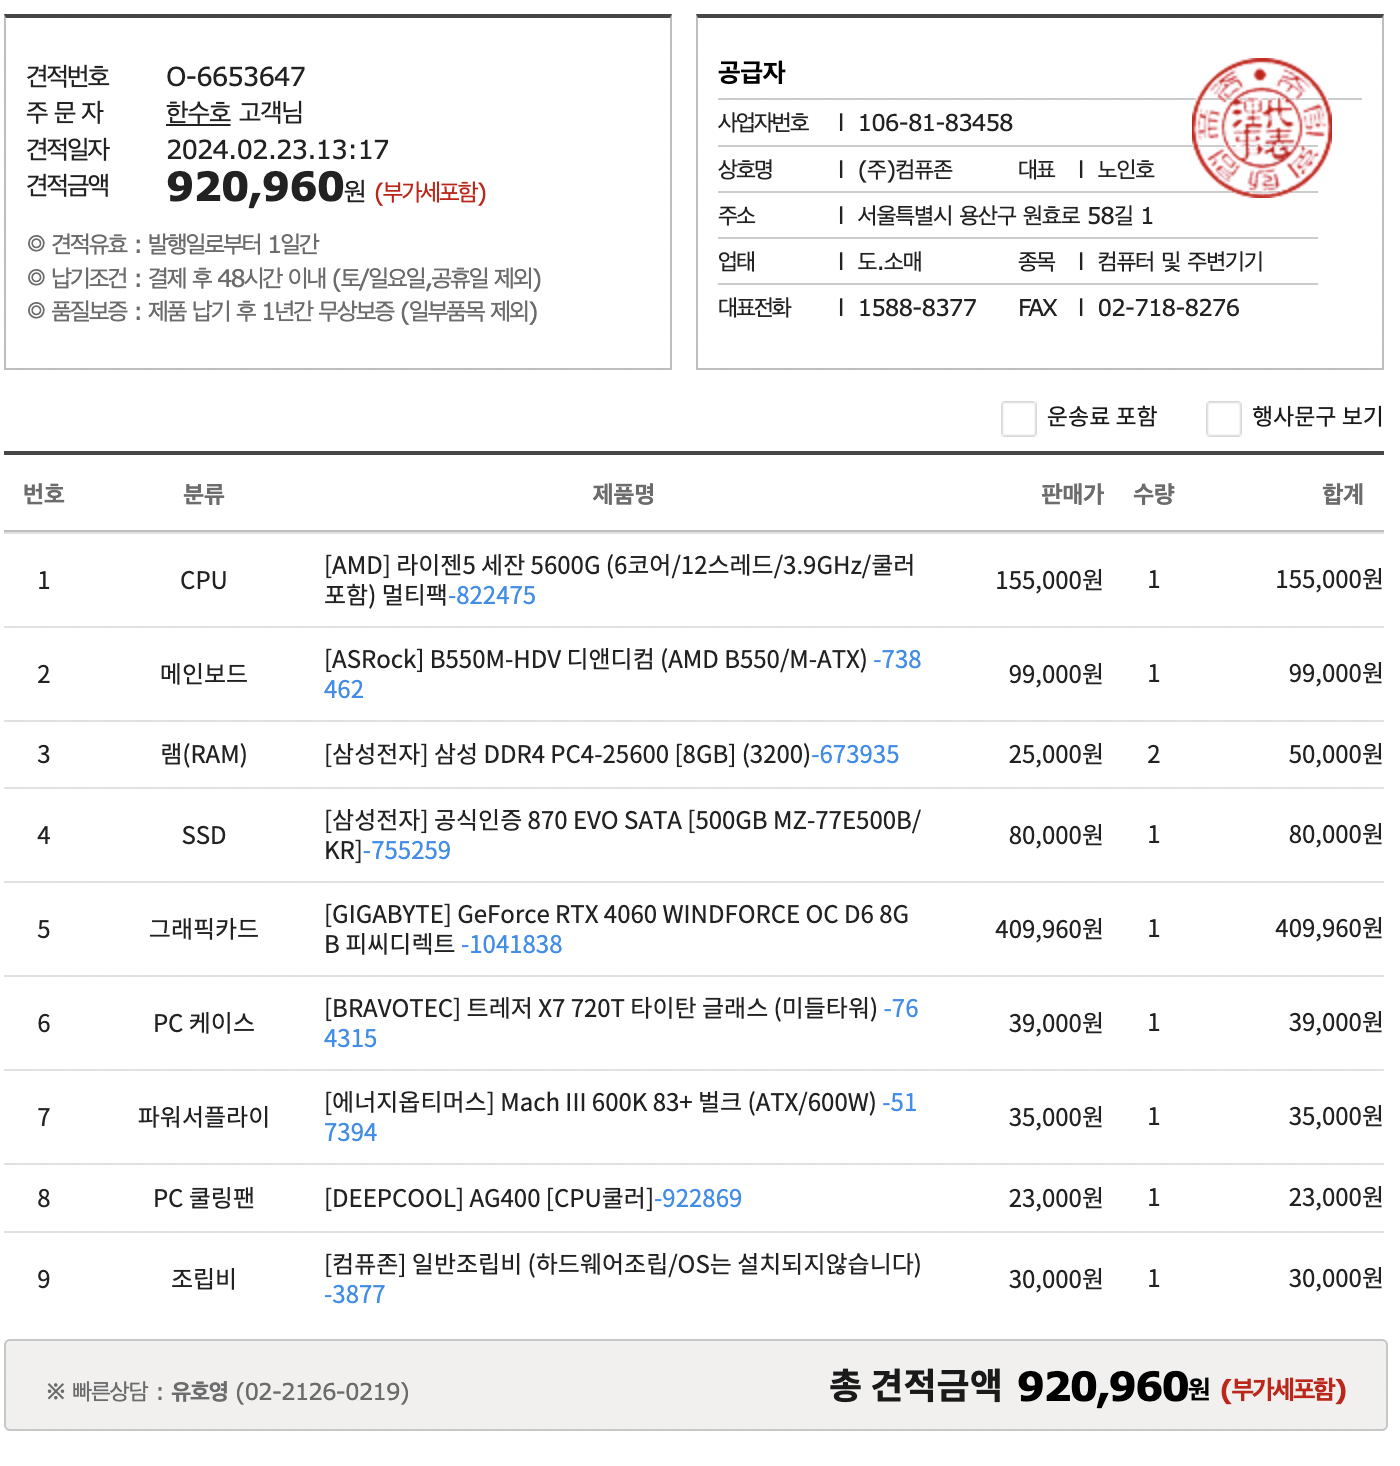 견적번호 O-6653647
주 문 자 한수호 고객님
견적일자 2024.02.23.13:17
견적금액 920,960원 (부가세포함)
◎ 견적유효 : 발행일로부터 1일간
◎ 납기조건 : 결제 후 48시간 이내 (토/일요일,공휴일 제외)
◎ 품질보증 : 제품 납기 후 1년간 무상보증 (일부품목 제외)
공급자
사업자번호 l 106-81-83458
상호명 l (주)컴퓨존 대표 l 노인호
주소 l 서울특별시 용산구 원효로 58길 1
업태 l 도.소매 종목 l 컴퓨터 및 주변기기
대표전화 l 1588-8377 FAX l 02-718-8276
운송료 포함 행사문구 보기
번호 분류 제품명 판매가 수량 합계
1 CPU [AMD] 라이젠5 세잔 5600G (6코어/12스레드/3.9GHz/쿨러
포함) 멀티팩-822475 155,000원 1 155,000원
2 메인보드 [ASRock] B550M-HDV 디앤디컴 (AMD B550/M-ATX) -738
462 99,000원 1 99,000원
3 램(RAM) [삼성전자] 삼성 DDR4 PC4-25600 [8GB] (3200)-673935 25,000원 2 50,000원
4 SSD [삼성전자] 공식인증 870 EVO SATA [500GB MZ-77E500B/
KR]-755259 80,000원 1 80,000원
5 그래픽카드 [GIGABYTE] GeForce RTX 4060 WINDFORCE OC D6 8G
B 피씨디렉트 -1041838 409,960원 1 409,960원
6 PC 케이스 [BRAVOTEC] 트레저 X7 720T 타이탄 글래스 (미들타워) -76
4315 39,000원 1 39,000원
7 파워서플라이 [에너지옵티머스] Mach III 600K 83+ 벌크 (ATX/600W) -51
7394 35,000원 1 35,000원
8 PC 쿨링팬 [DEEPCOOL] AG400 [CPU쿨러]-922869 23,000원 1 23,000원
9 조립비 [컴퓨존] 일반조립비 (하드웨어조립/OS는 설치되지않습니다)
-3877 30,000원 1 30,000원
※ 빠른상담 : 유호영 (02-2126-0219) 총 견적금액 920,960원 (부가세포함)